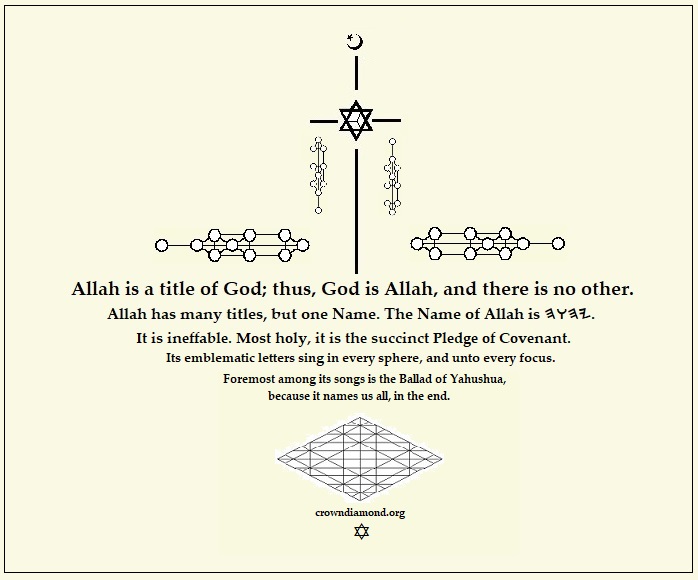 Allah is a title of God; thus, God is Allah, and there is no other.
Allah has many titles, but one Name. The Name of Allah is 𐤄𐤅𐤄𐤉.
It is ineffable. Most holy, it is the succinct Pledge of Covenant.
Its emblematic letters sing in every sphere, and unto every focus.
Foremost among its songs is the Ballad of Yahushua,
because it names us all, in the end.
crowndiamond.org